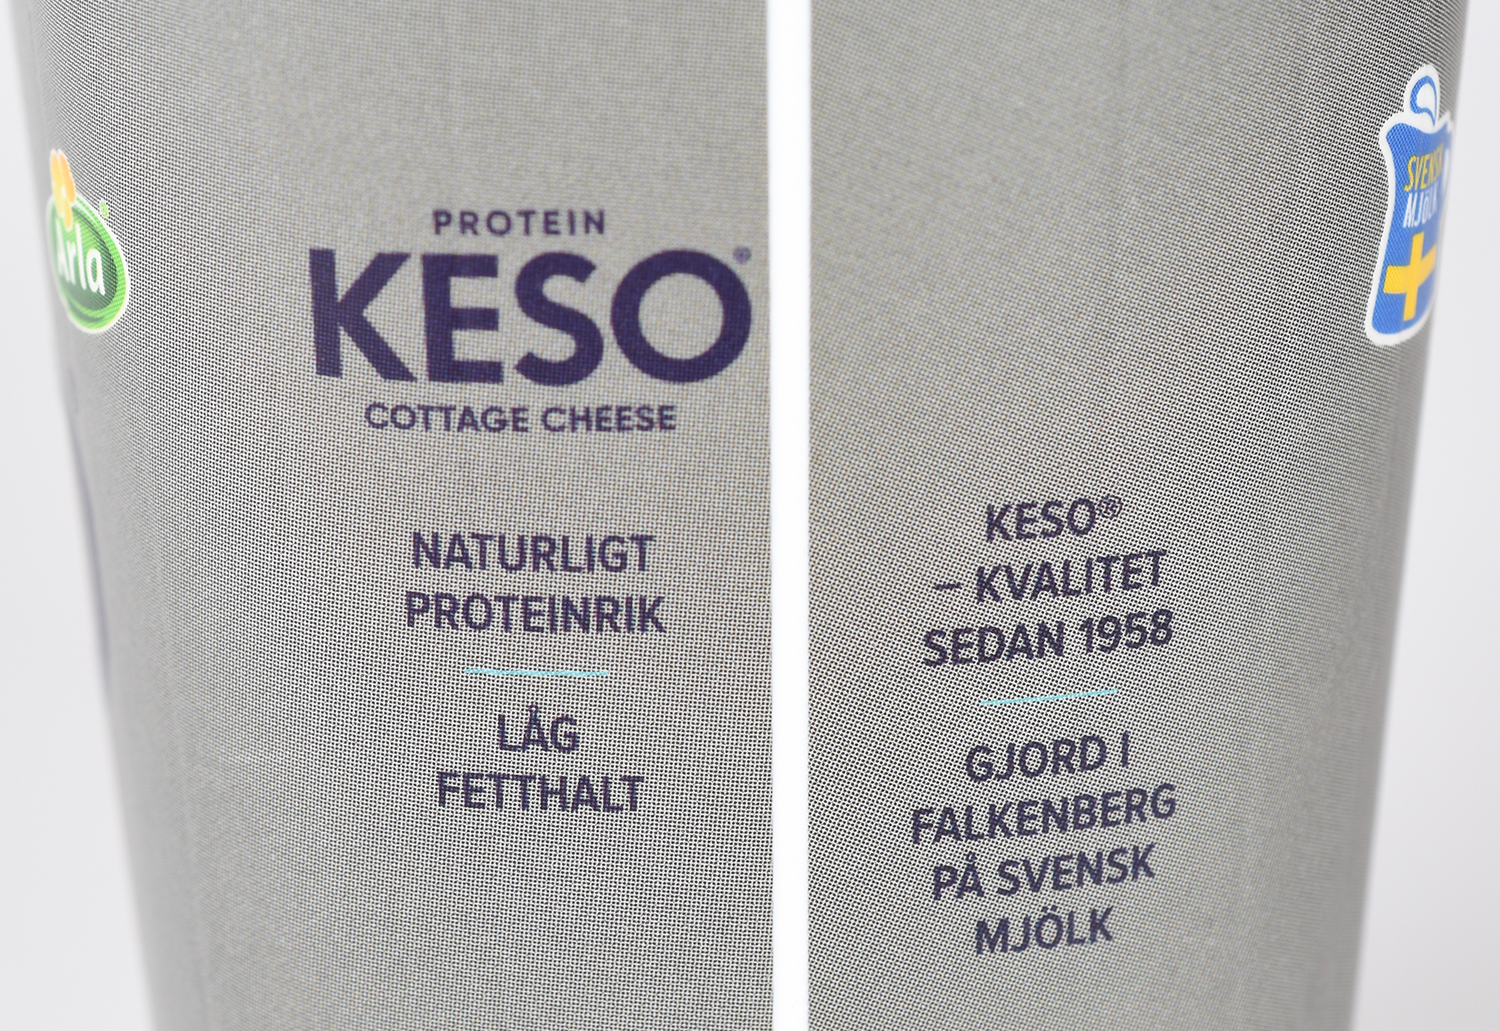 Arla
PROTEIN
KESO®
COTTAGE CHEESE
NATURLIGT
PROTEINRIK
LÅG
FETTHALT
SVENSK
MJÖLK
KESO®
– KVALITET
SEDAN 1958
GJORD I
FALKENBERG
PÅ SVENSK
MJÖLK